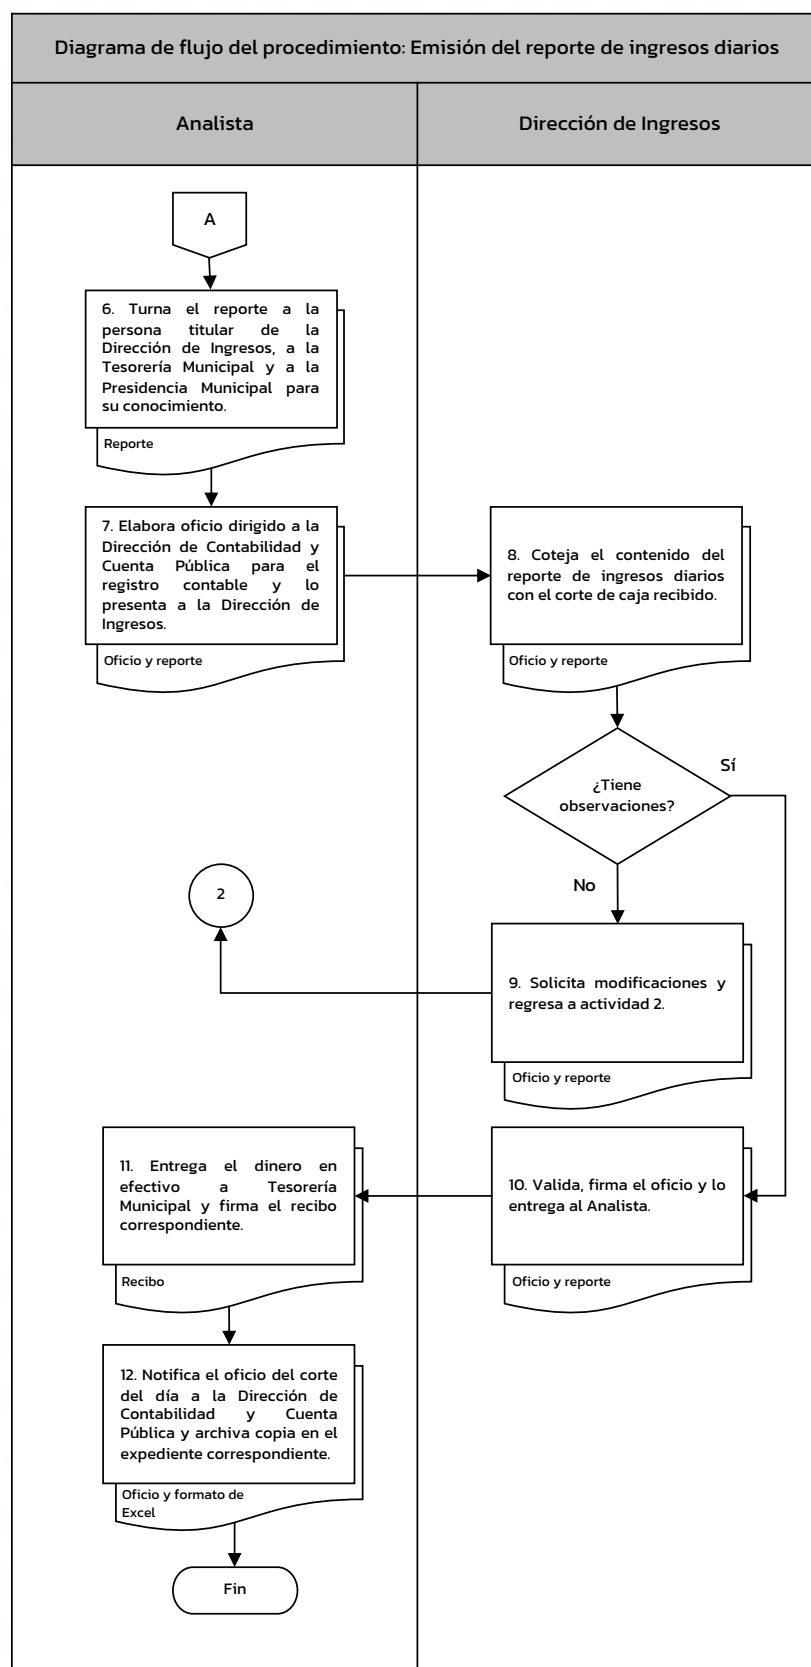 Diagrama de flujo del procedimiento: Emisión del reporte de ingresos diarios
Analista
Dirección de Ingresos
A
6. Turna el reporte a la
persona titular de la
Dirección de Ingresos, a la
Tesorería Municipal y a la
Presidencia Municipal para
su conocimiento.
Reporte
7. Elabora oficio dirigido a la
Dirección de Contabilidad y
Cuenta Pública para el
registro contable y lo
presenta a la Dirección de
Ingresos.
Oficio y reporte
8. Coteja el contenido del
reporte de ingresos diarios
con el corte de caja recibido.
Oficio y reporte
¿Tiene
observaciones?
Sí
No
2
9. Solicita modificaciones y
regresa a actividad 2.
Oficio y reporte
10. Valida, firma el oficio y lo
entrega al Analista.
Oficio y reporte
11. Entrega el dinero en
efectivo a Tesorería
Municipal y firma el recibo
correspondiente.
Recibo
12. Notifica el oficio del corte
del día a la Dirección de
Contabilidad y Cuenta
Pública y archiva copia en el
expediente correspondiente.
Oficio y formato de
Excel
Fin